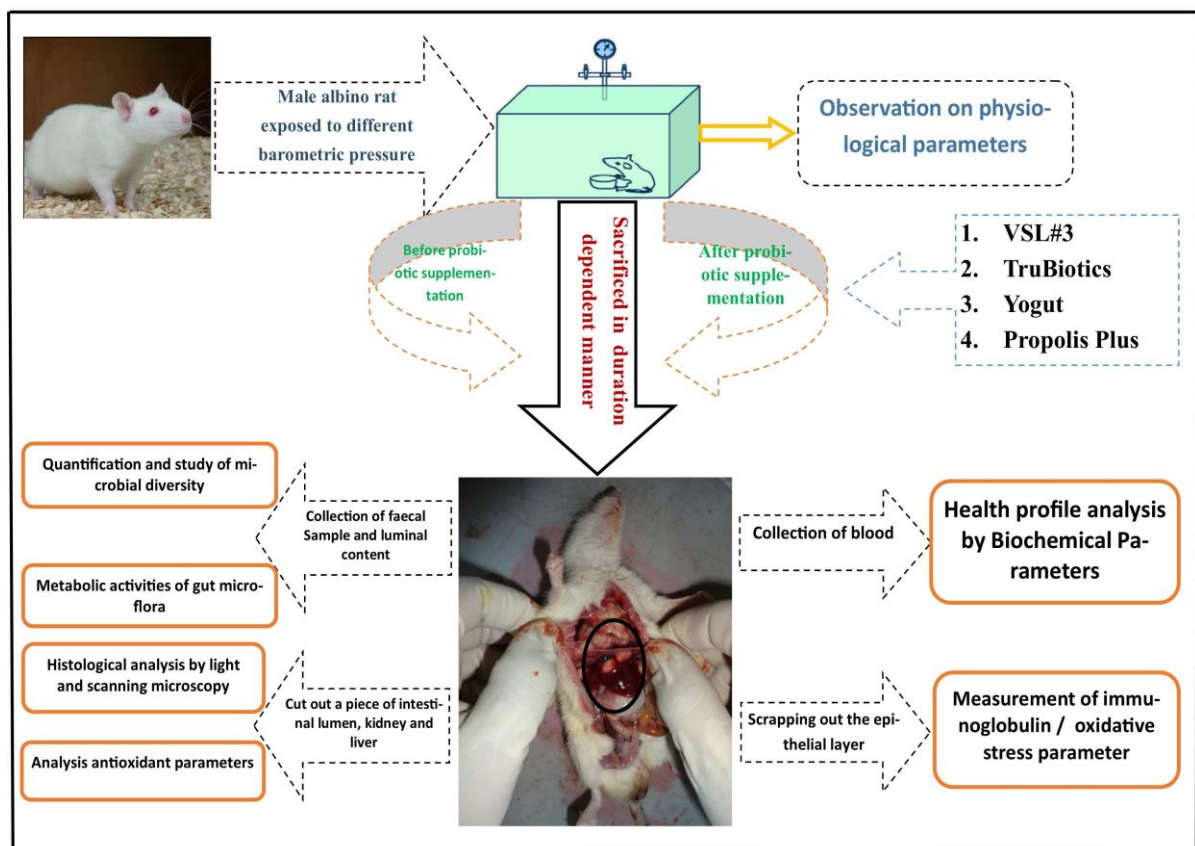 Male albino rat
exposed to different
barometric pressure
Observation on physio-
logical parameters
Before probi-
otic supplemen-
tation
Sacrificed in duration
dependent manner
After probi-
otic supple-
mentation
1. VSL#3
2. TruBiotics
3. Yogut
4. Propolis Plus
Quantification and study of mi-
crobial diversity
Metabolic activities of gut micro-
flora
Collection of faecal
Sample and luminal
content
Collection of blood
Health profile analysis
by Biochemical Pa-
rameters
Histological analysis by light
and scanning microscopy
Analysis antioxidant parameters
Cut out a piece of intesti-
nal lumen, kidney and
liver
Scrapping out the epi-
thelial layer
Measurement of immu-
noglobulin / oxidative
stress parameter